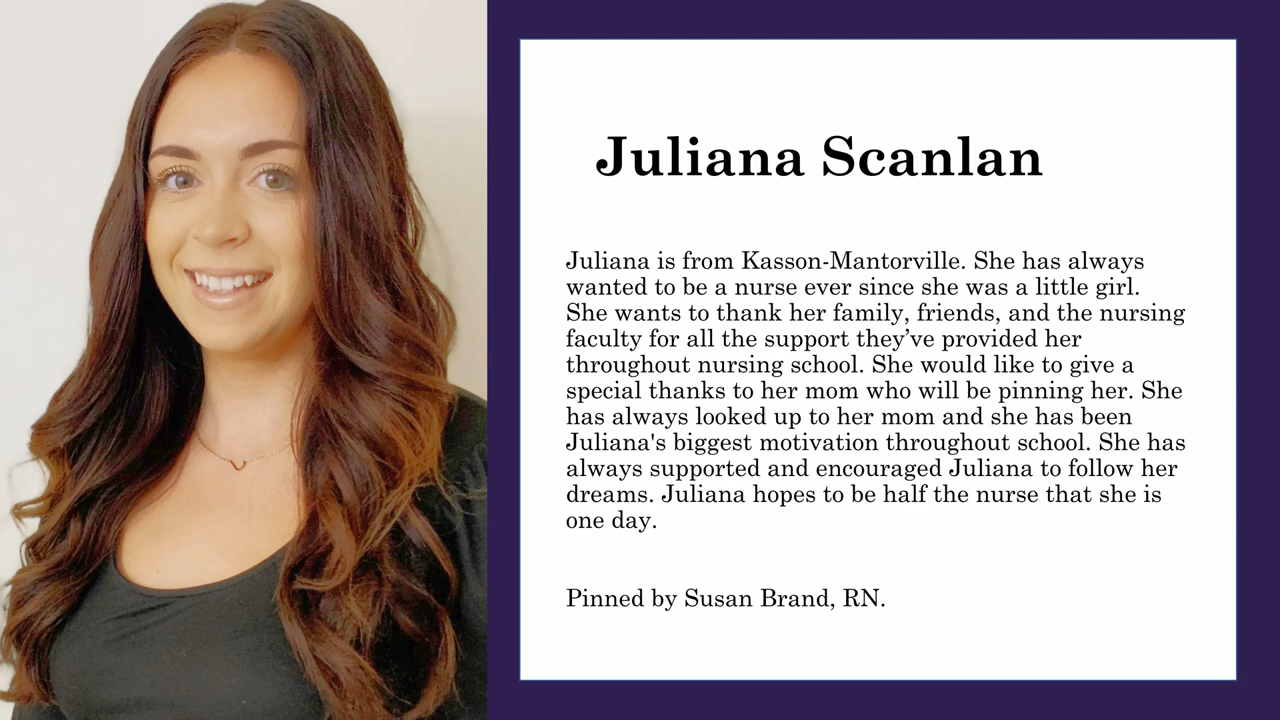 Juliana Scanlan
Juliana is from Kasson-Mantorville. She has always
wanted to be a nurse ever since she was a little girl.
She wants to thank her family, friends, and the nursing
faculty for all the support they’ve provided her
throughout nursing school. She would like to give a
special thanks to her mom who will be pinning her. She
has always looked up to her mom and she has been
Juliana's biggest motivation throughout school. She has
always supported and encouraged Juliana to follow her
dreams. Juliana hopes to be half the nurse that she is
one day.
Pinned by Susan Brand, RN.